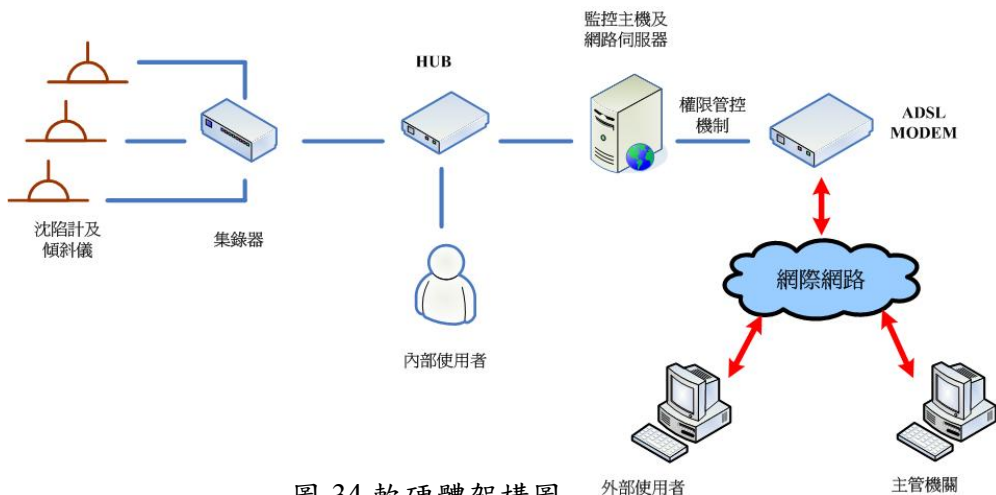 監控主機及
網路伺服器
HUB
權限管控
機制
ADSL
MODEM
沈陷計及
傾斜儀
集錄器
網際網路
內部使用者
圖 34 軟硬體架構圖
外部使用者
主管機關